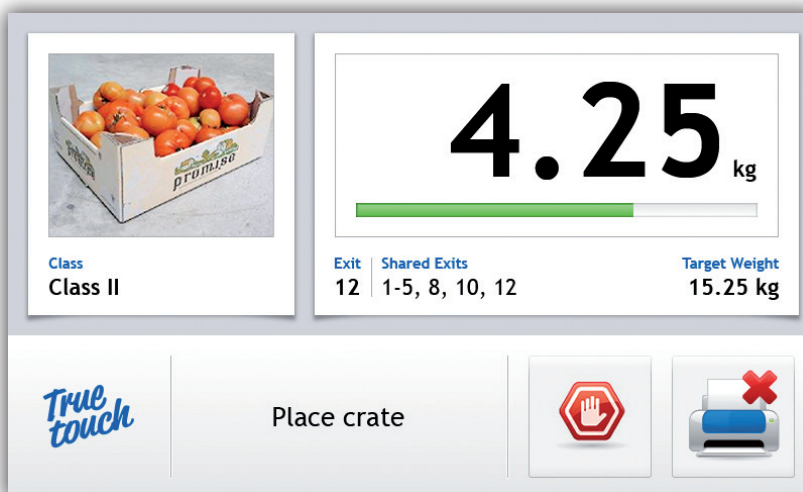 promise
4.25 kg
Class
Class II
Exit
12
Shared Exits
1-5, 8, 10, 12
Target Weight
15.25 kg
True
touch
Place crate